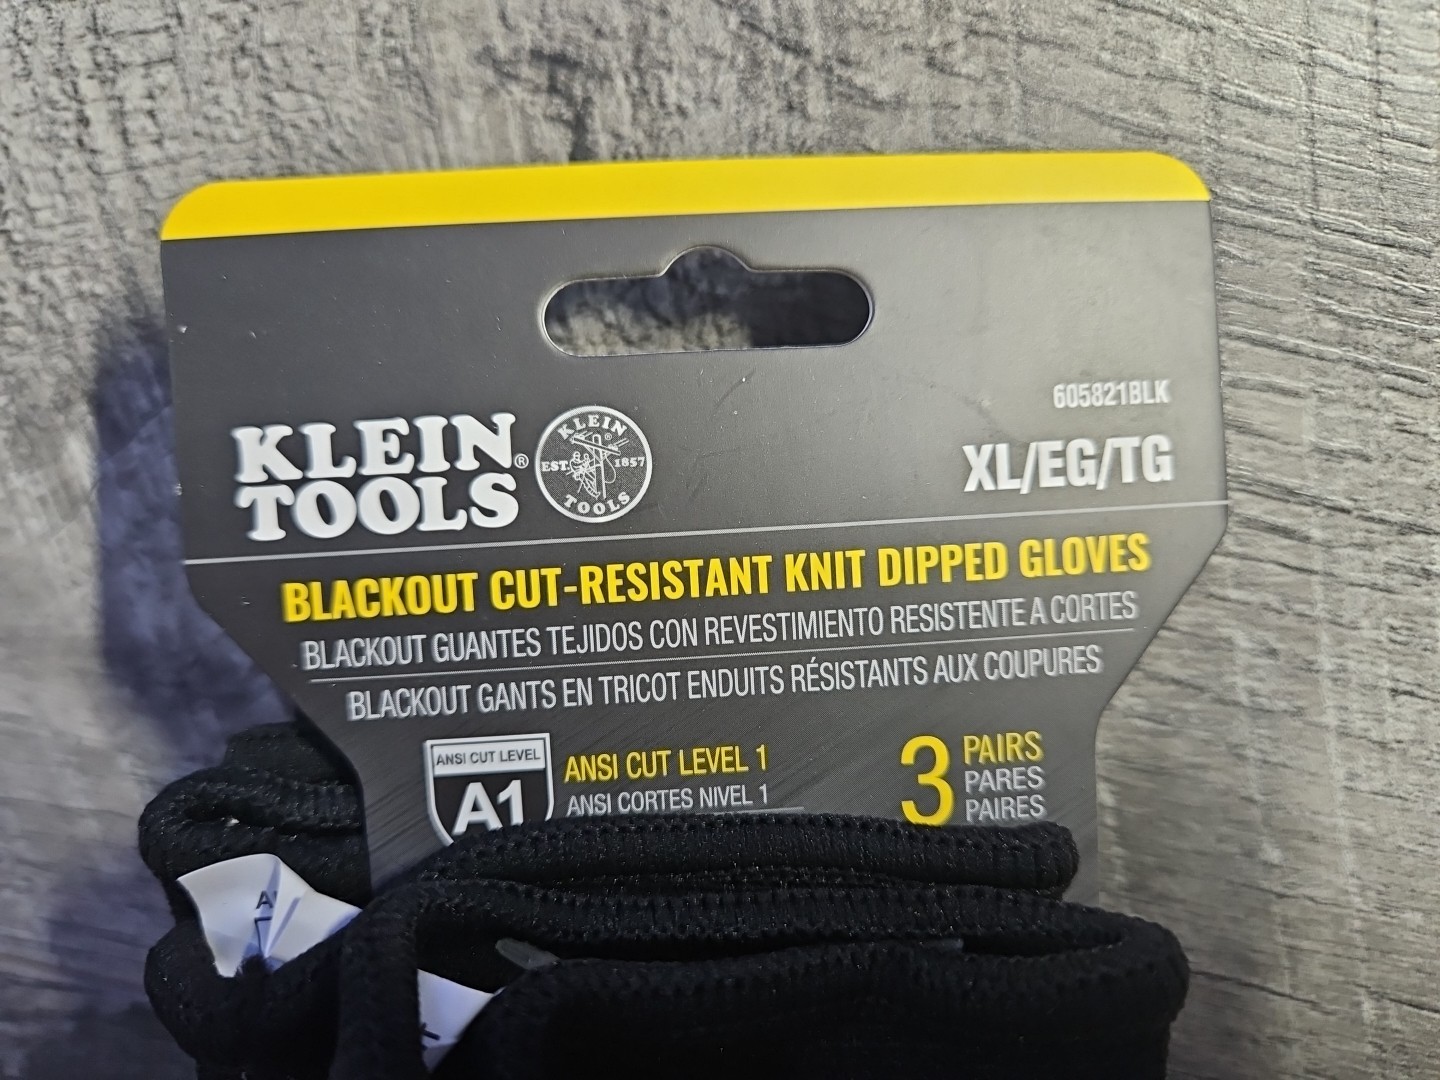 605821BLK
KLEIN
TOOLS®
KLEIN
®
EST. 1857
TOOLS
XL/EG/TG
BLACKOUT CUT-RESISTANT KNIT DIPPED GLOVES
BLACKOUT GUANTES TEJIDOS CON REVESTIMIENTO RESISTENTE A CORTES
BLACKOUT GANTS EN TRICOT ENDUITS RÉSISTANTS AUX COUPURES
ANSI CUT LEVEL
A1
ANSI CUT LEVEL 1
ANSI CORTES NIVEL 1
3 PAIRS
PARES
PAIRES